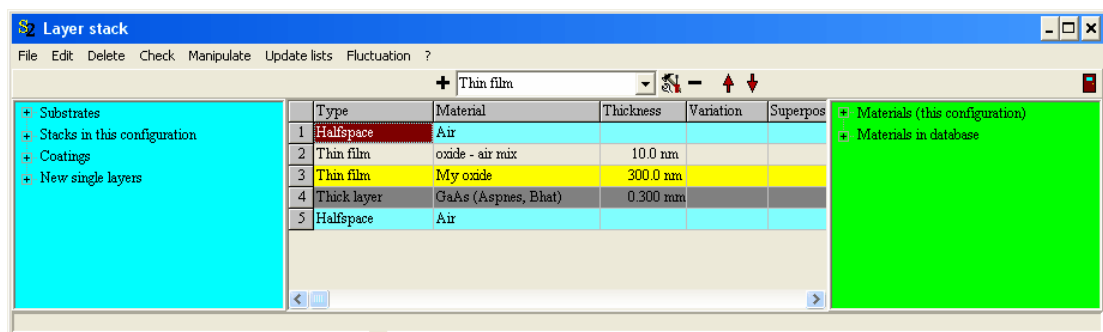 S2 Layer stack
File Edit Delete Check Manipulate Update lists Fluctuation ?
+ Thin film
Substrates
Stacks in this configuration
Coatings
New single layers
Type Material Thickness Variation Superpos
1 Halfspace Air
2 Thin film oxide - air mix 10.0 nm
3 Thin film My oxide 300.0 nm
4 Thick layer GaAs (Aspnes, Bhat) 0.300 mm
5 Halfspace Air
Materials (this configuration)
Materials in database